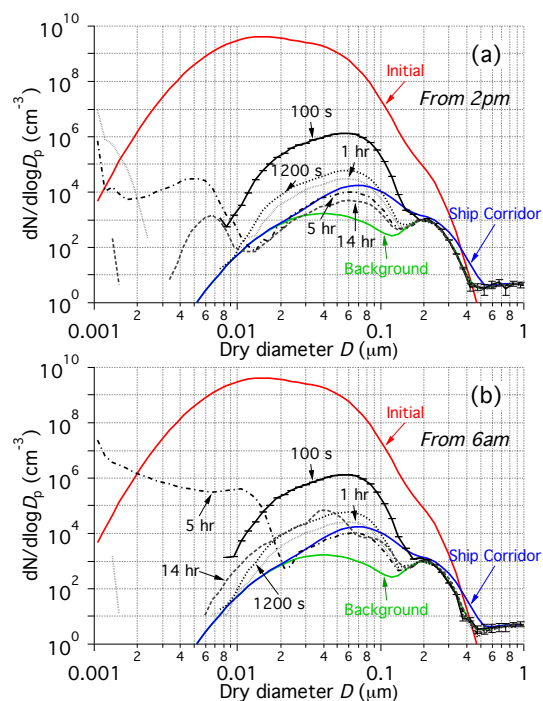 10^10
(a)
Initial
10^8
From 2pm
100 s
10^6
1 hr
1200 s
dN/dlogDp (cm^-3)
10^4
Ship Corridor
5 hr
14 hr
10^2
Background
10^0
0.001 4 6 8 0.01 2 4 6 8 0.1 2 4 6 8 1
Dry diameter D (μm)
10^10
(b)
Initial
10^8
From 6am
100 s
10^6
1 hr
5 hr
dN/dlogDp (cm^-3)
10^4
Ship Corridor
14 hr
1200 s
10^2
Background
10^0
0.001 4 6 8 0.01 2 4 6 8 0.1 2 4 6 8 1
Dry diameter D (μm)